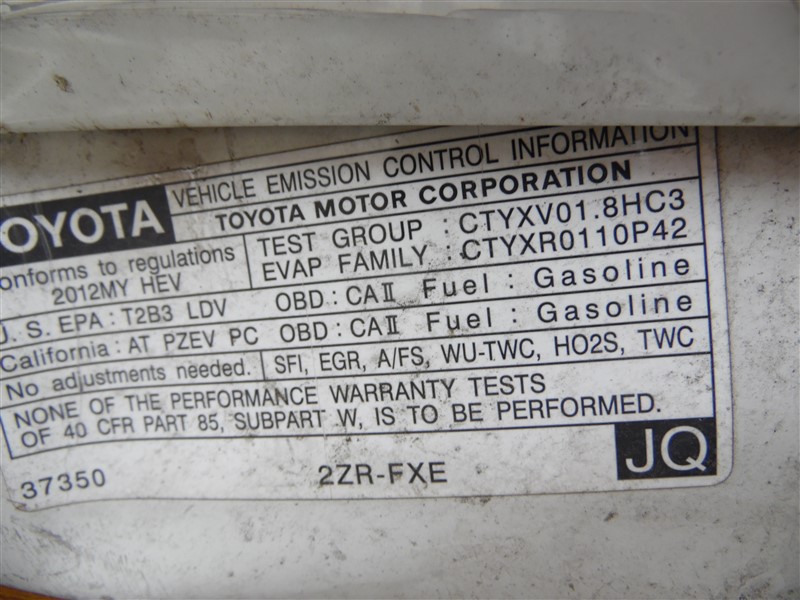 OYOTA VEHICLE EMISSION CONTROL INFORMATION
TOYOTA MOTOR CORPORATION
onforms to regulations
2012MY HEV
TEST GROUP : CTYXV01.8HC3
EVAP FAMILY : CTYXR0110P42
J. S. EPA : T2B3 LDV OBD : CAⅡ Fuel : Gasoline
California : AT PZEV PC OBD : CAⅡ Fuel : Gasoline
No adjustments needed. SFI, EGR, A/FS, WU-TWC, HO2S, TWC
NONE OF THE PERFORMANCE WARRANTY TESTS
OF 40 CFR PART 85, SUBPART W, IS TO BE PERFORMED.
37350 2ZR-FXE JQ